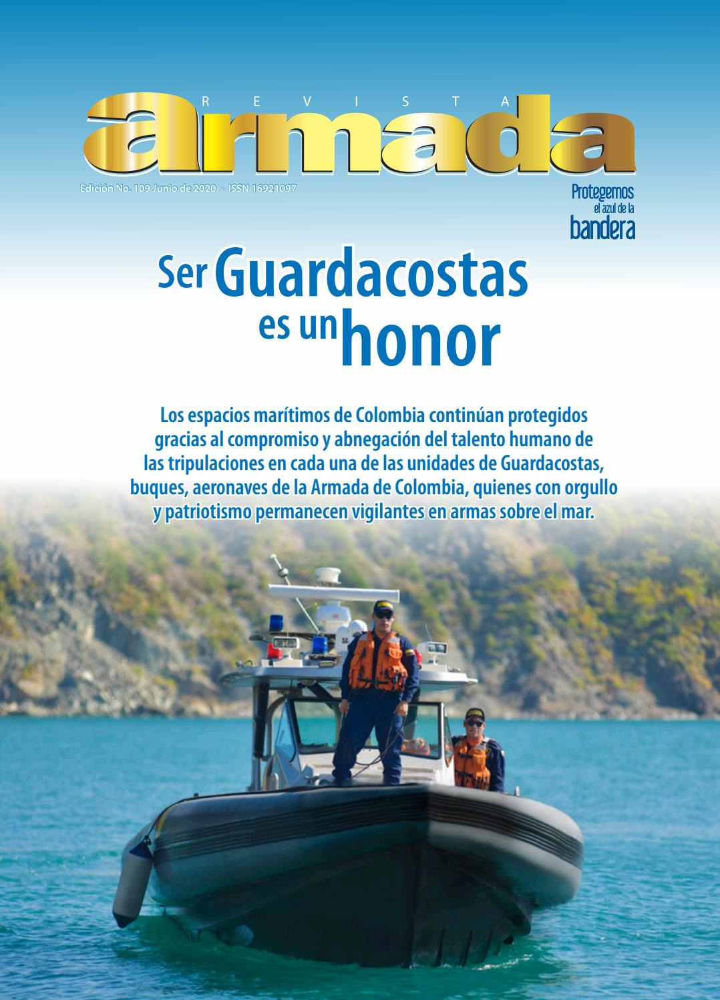 REVISTA
armada
Edición No. 109 Junio de 2020 - ISSN 16921097
Protegemos
el azul de la
bandera
Ser Guardacostas
es un honor
Los espacios marítimos de Colombia continúan protegidos
gracias al compromiso y abnegación del talento humano de
las tripulaciones en cada una de las unidades de Guardacostas,
buques, aeronaves de la Armada de Colombia, quienes con orgullo
y patriotismo permanecen vigilantes en armas sobre el mar.